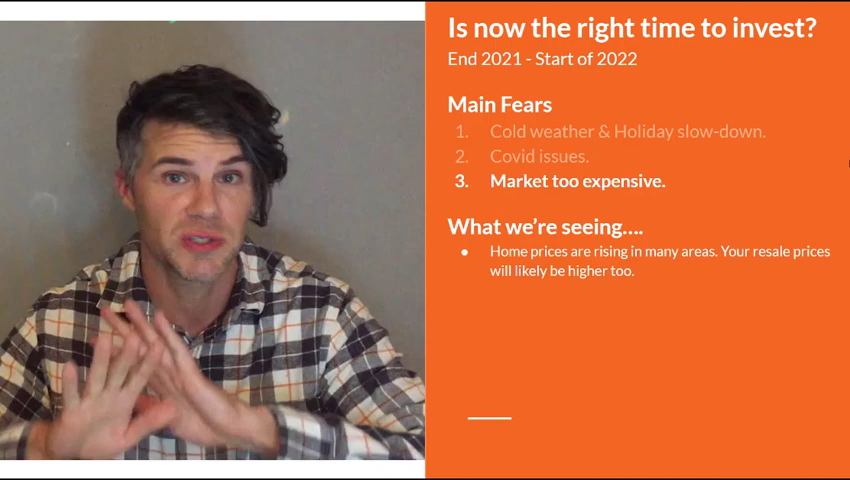 Is now the right time to invest?
End 2021 - Start of 2022
Main Fears
1. Cold weather & Holiday slow-down.
2. Covid issues.
3. Market too expensive.
What we're seeing....
● Home prices are rising in many areas. Your resale prices
will likely be higher too.